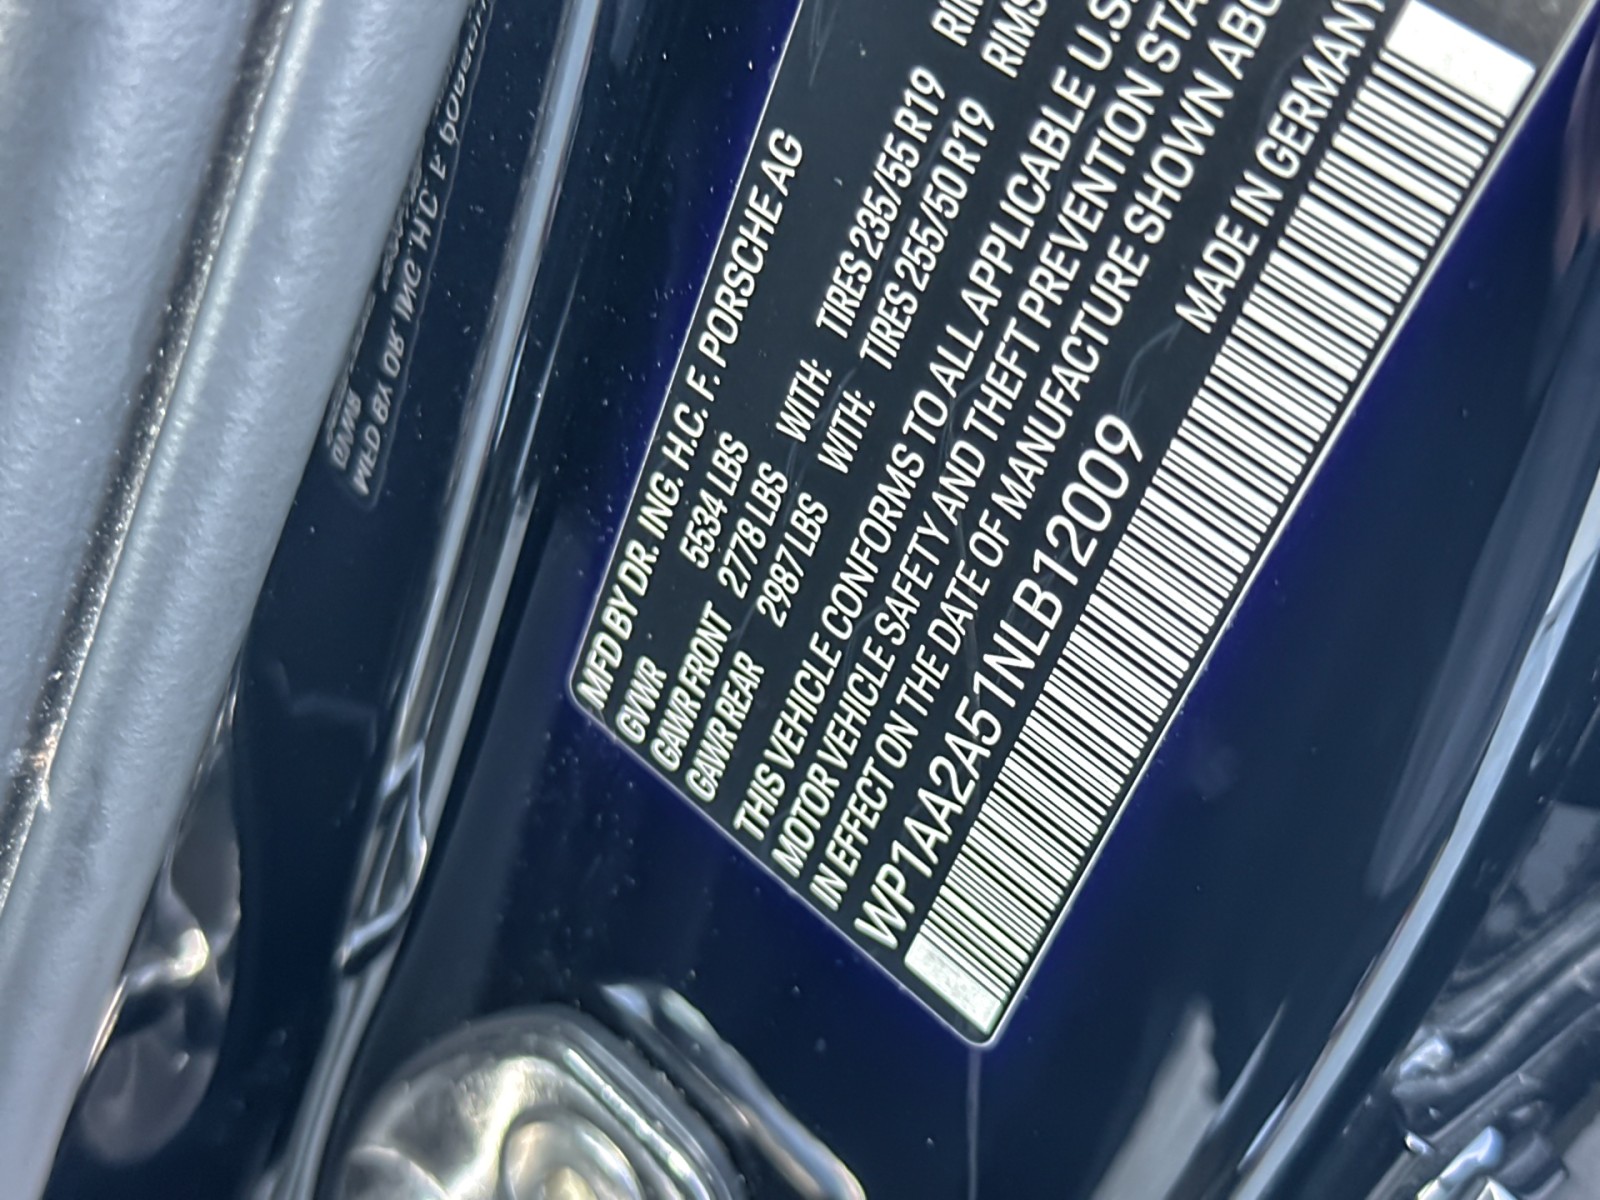 MFD BY DR. ING. H.C. F. PORSCHE AG
GVWR 5534 LBS
GAWR FRONT 2778 LBS WITH: TIRES 235/55 R19
GAWR REAR 2987 LBS WITH: TIRES 255/50 R19 RIMS
THIS VEHICLE CONFORMS TO ALL APPLICABLE U.S.
MOTOR VEHICLE SAFETY AND THEFT PREVENTION
IN EFFECT ON THE DATE OF MANUFACTURE SHOWN
MADE IN GERMANY
WP1AA2A51NLB12009